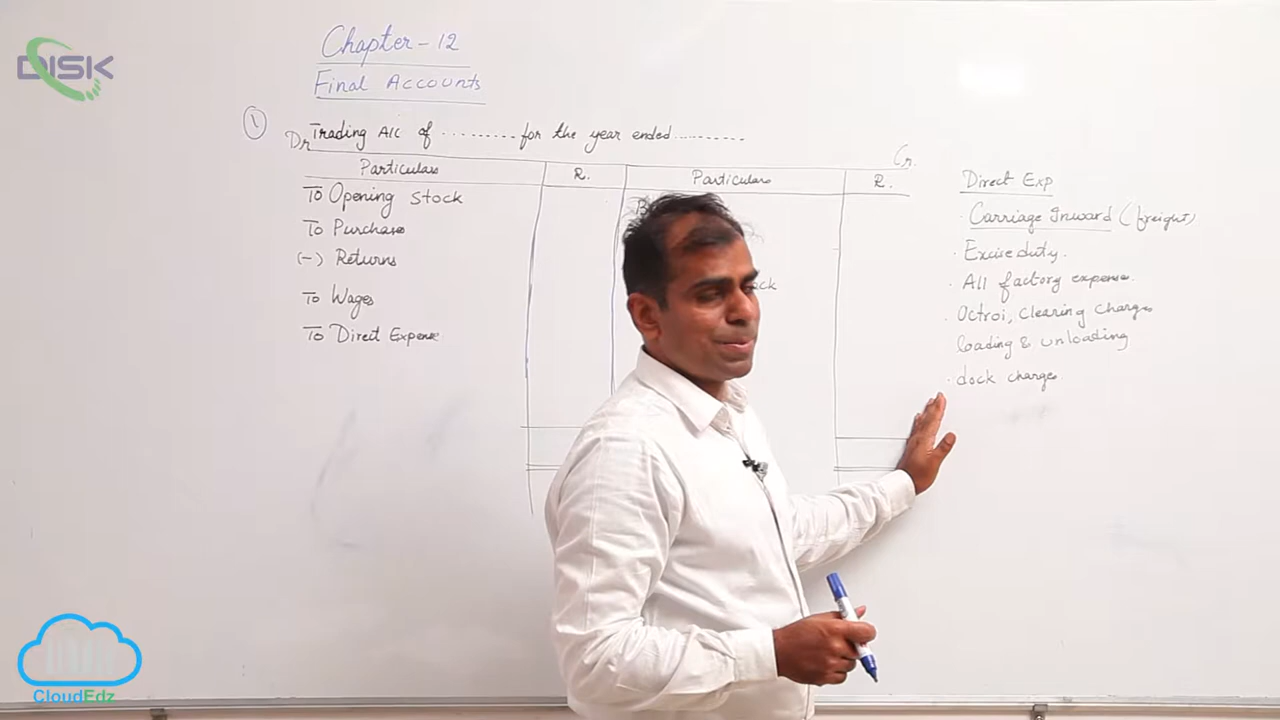 DISK
Chapter-12
Final Accounts
1
Dr
Trading A/C of ......... for the year ended ..........
Cr.
Particulars R. Particulars R.
To Opening Stock
To Purchases
(-) Returns
To Wages
To Direct Expense
Direct Exp
Carriage Inward (freight)
Excise duty.
All factory expense.
Octroi, clearing charges
loading & unloading
dock charges
CloudEdz